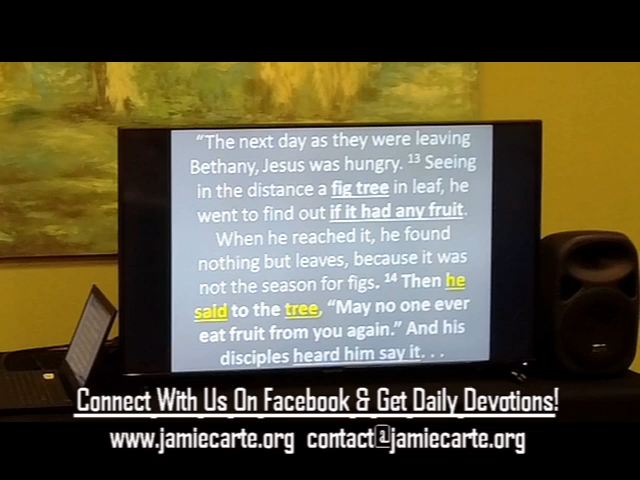 “The next day as they were leaving
Bethany, Jesus was hungry. 13 Seeing
in the distance a fig tree in leaf, he
went to find out if it had any fruit.
When he reached it, he found
nothing but leaves, because it was
not the season for figs. 14 Then he
said to the tree, “May no one ever
eat fruit from you again.” And his
disciples heard him say it. . .
Connect With Us On Facebook & Get Daily Devotions!
www.jamiecarte.org contact@jamiecarte.org